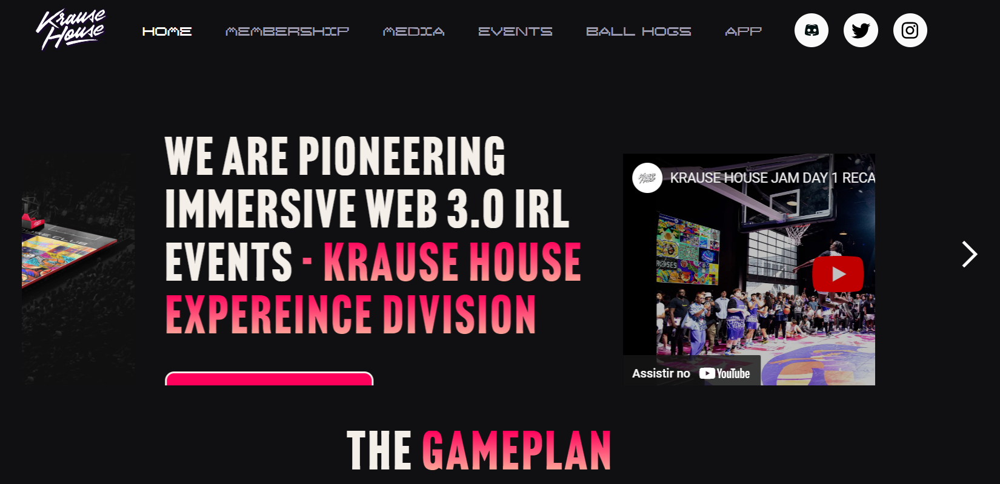 Krause
House
HOME MEMBERSHIP MEDIA EVENTS BALL HOGS APP
WE ARE PIONEERING
IMMERSIVE WEB 3.0 IRL
EVENTS - KRAUSE HOUSE
EXPEREINCE DIVISION
KRAUSE HOUSE JAM DAY 1 RECA
Assistir no YouTube
THE GAMEPLAN